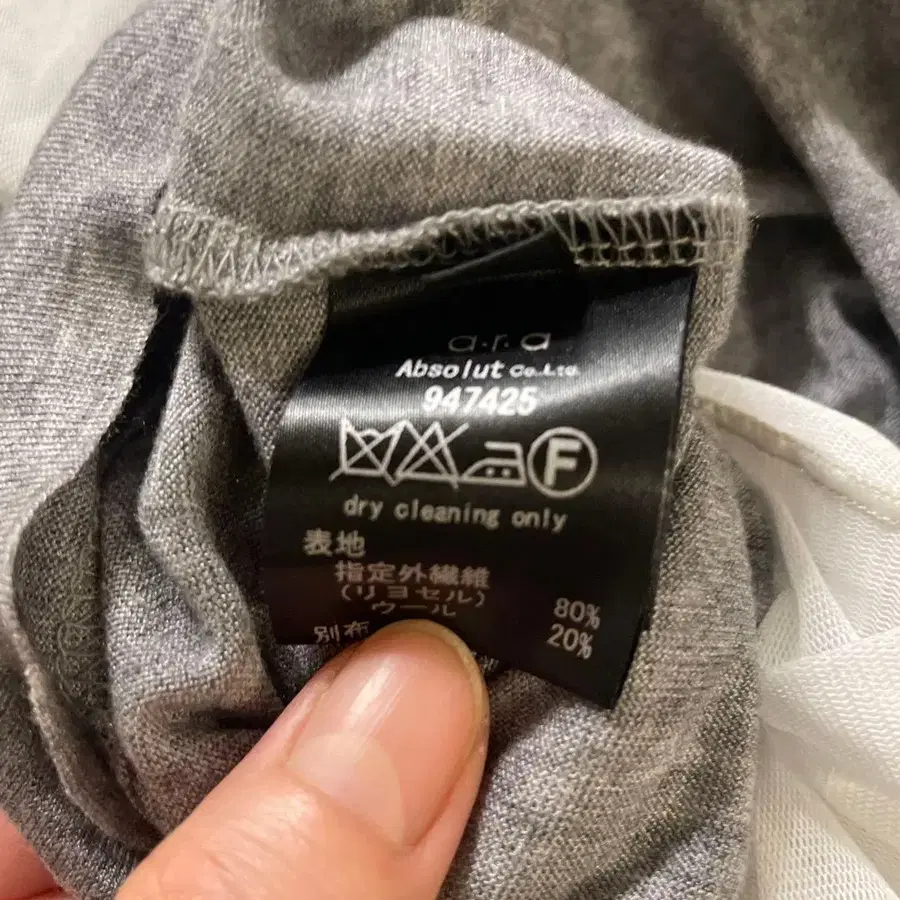 a.r.a
Absolut Co.,Ltd.
947425
F
dry cleaning only
表地
指定外繊維
(リヨセル) 80%
ウール 20%
別布